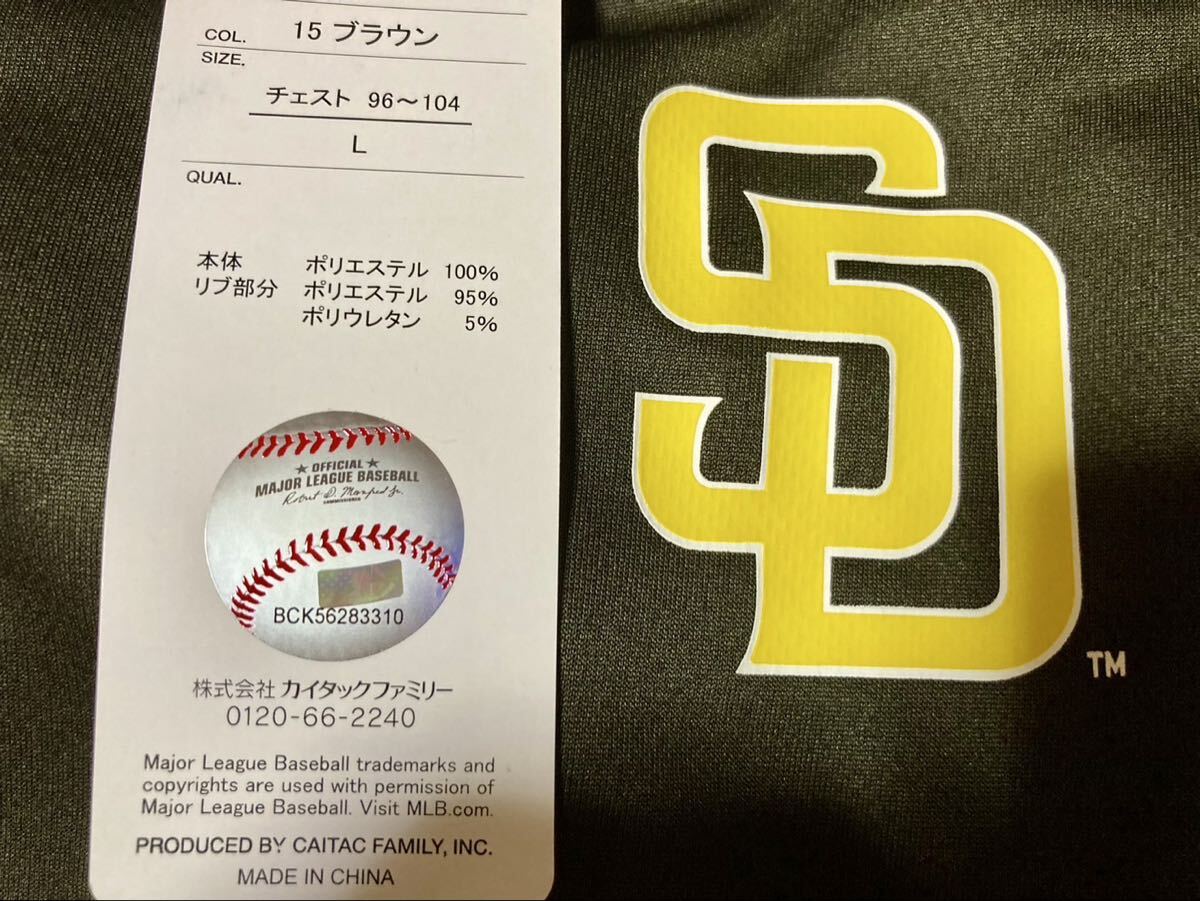 COL. 15 ブラウン
SIZE.
チェスト 96～104
L
QUAL.
本体 ポリエステル 100%
リブ部分 ポリエステル 95%
ポリウレタン 5%
★ OFFICIAL ★
MAJOR LEAGUE BASEBALL
Robert D. Manfred Jr.
COMMISSIONER
BCK56283310
株式会社 カイタックファミリー
0120-66-2240
Major League Baseball trademarks and
copyrights are used with permission of
Major League Baseball. Visit MLB.com.
PRODUCED BY CAITAC FAMILY, INC.
MADE IN CHINA
SD
TM